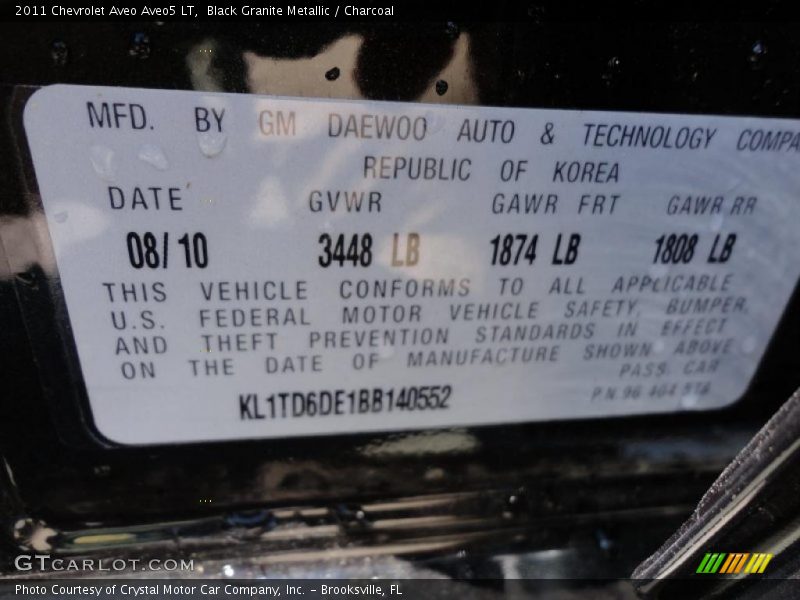 2011 Chevrolet Aveo Aveo5 LT, Black Granite Metallic / Charcoal
MFD. BY GM DAEWOO AUTO & TECHNOLOGY COMPA
REPUBLIC OF KOREA
DATE GVWR GAWR FRT GAWR RR
08/10 3448 LB 1874 LB 1808 LB
THIS VEHICLE CONFORMS TO ALL APPLICABLE
U.S. FEDERAL MOTOR VEHICLE SAFETY, BUMPER,
AND THEFT PREVENTION STANDARDS IN EFFECT
ON THE DATE OF MANUFACTURE SHOWN ABOVE
PASS. CAR
KL1TD6DE1BB140552
P/N 96 464
GTCARLOT.COM
Photo Courtesy of Crystal Motor Car Company, Inc. - Brooksville, FL